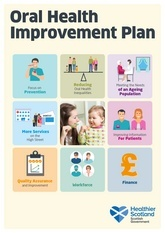 Oral Health
Improvement Plan
Focus on
Prevention
Reducing
Oral Health
Inequalities
Meeting the Needs
of an Ageing
Population
More Services
on the
High Street
Improving Information
For Patients
Quality Assurance
and Improvement
Workforce
Finance
Healthier
Scotland
Scottish
Government